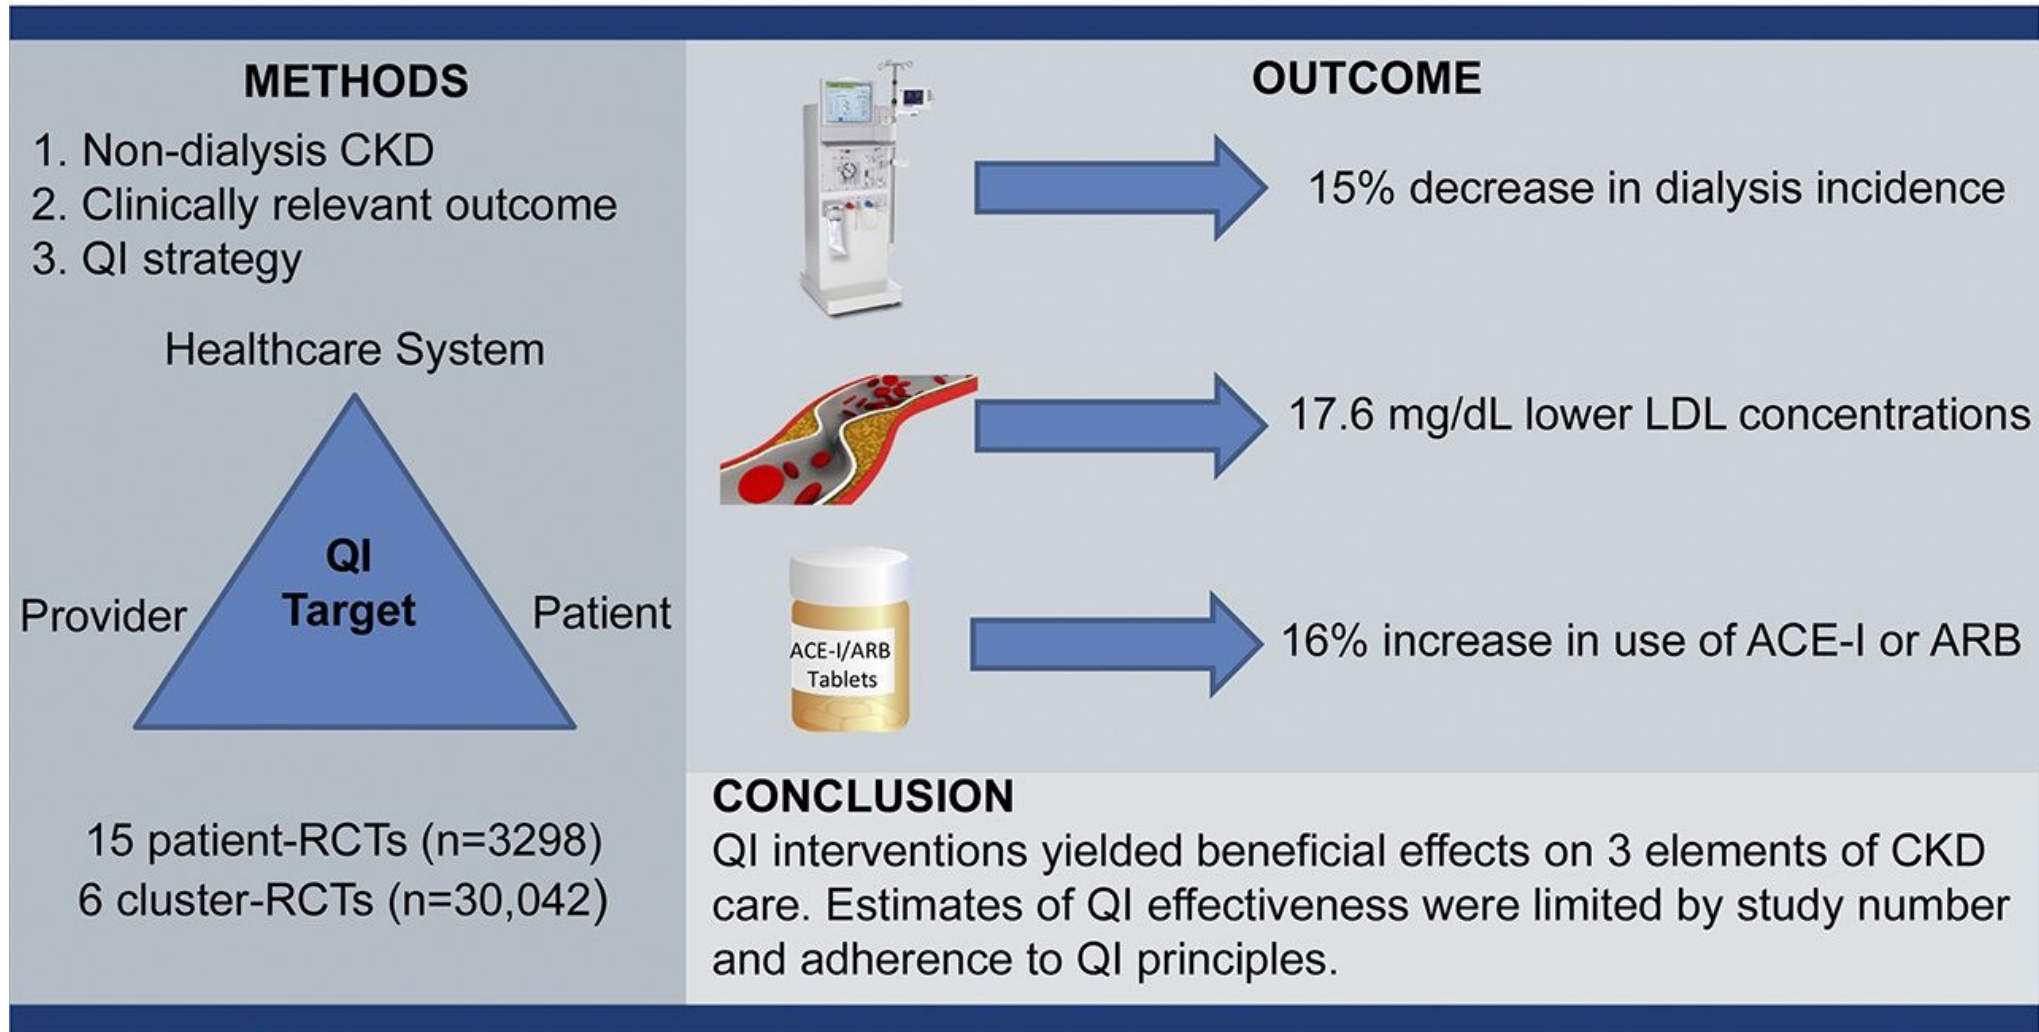 METHODS
1. Non-dialysis CKD
2. Clinically relevant outcome
3. QI strategy
Healthcare System
QI
Target
Provider
Patient
15 patient-RCTs (n=3298)
6 cluster-RCTs (n=30,042)
OUTCOME
15% decrease in dialysis incidence
17.6 mg/dL lower LDL concentrations
ACE-I/ARB
Tablets
16% increase in use of ACE-I or ARB
CONCLUSION
QI interventions yielded beneficial effects on 3 elements of CKD
care. Estimates of QI effectiveness were limited by study number
and adherence to QI principles.